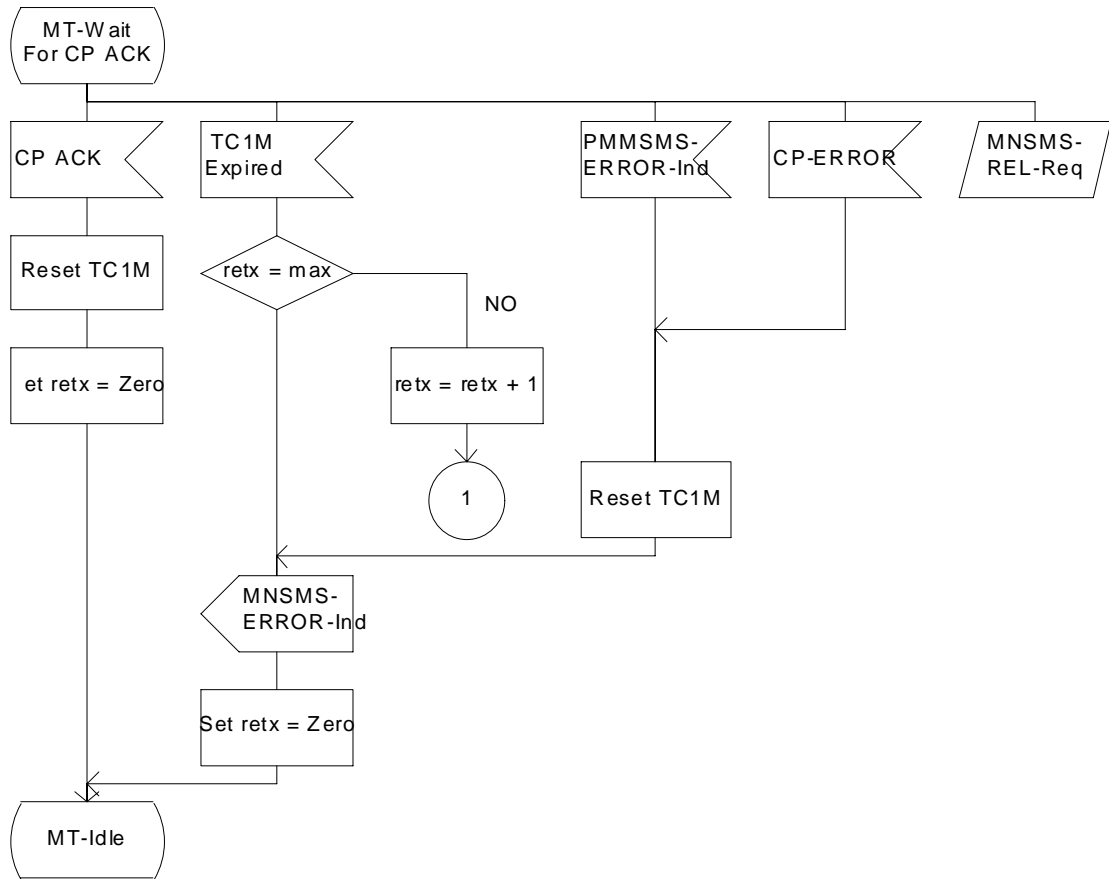 MT-Wait
For CP ACK
CP ACK
TC1M
Expired
PMMSMS-
ERROR-Ind
CP-ERROR
MNSMS-
REL-Req
Reset TC1M
retx = max
NO
et retx = Zero
retx = retx + 1
1
Reset TC1M
MNSMS-
ERROR-Ind
Set retx = Zero
MT-Idle